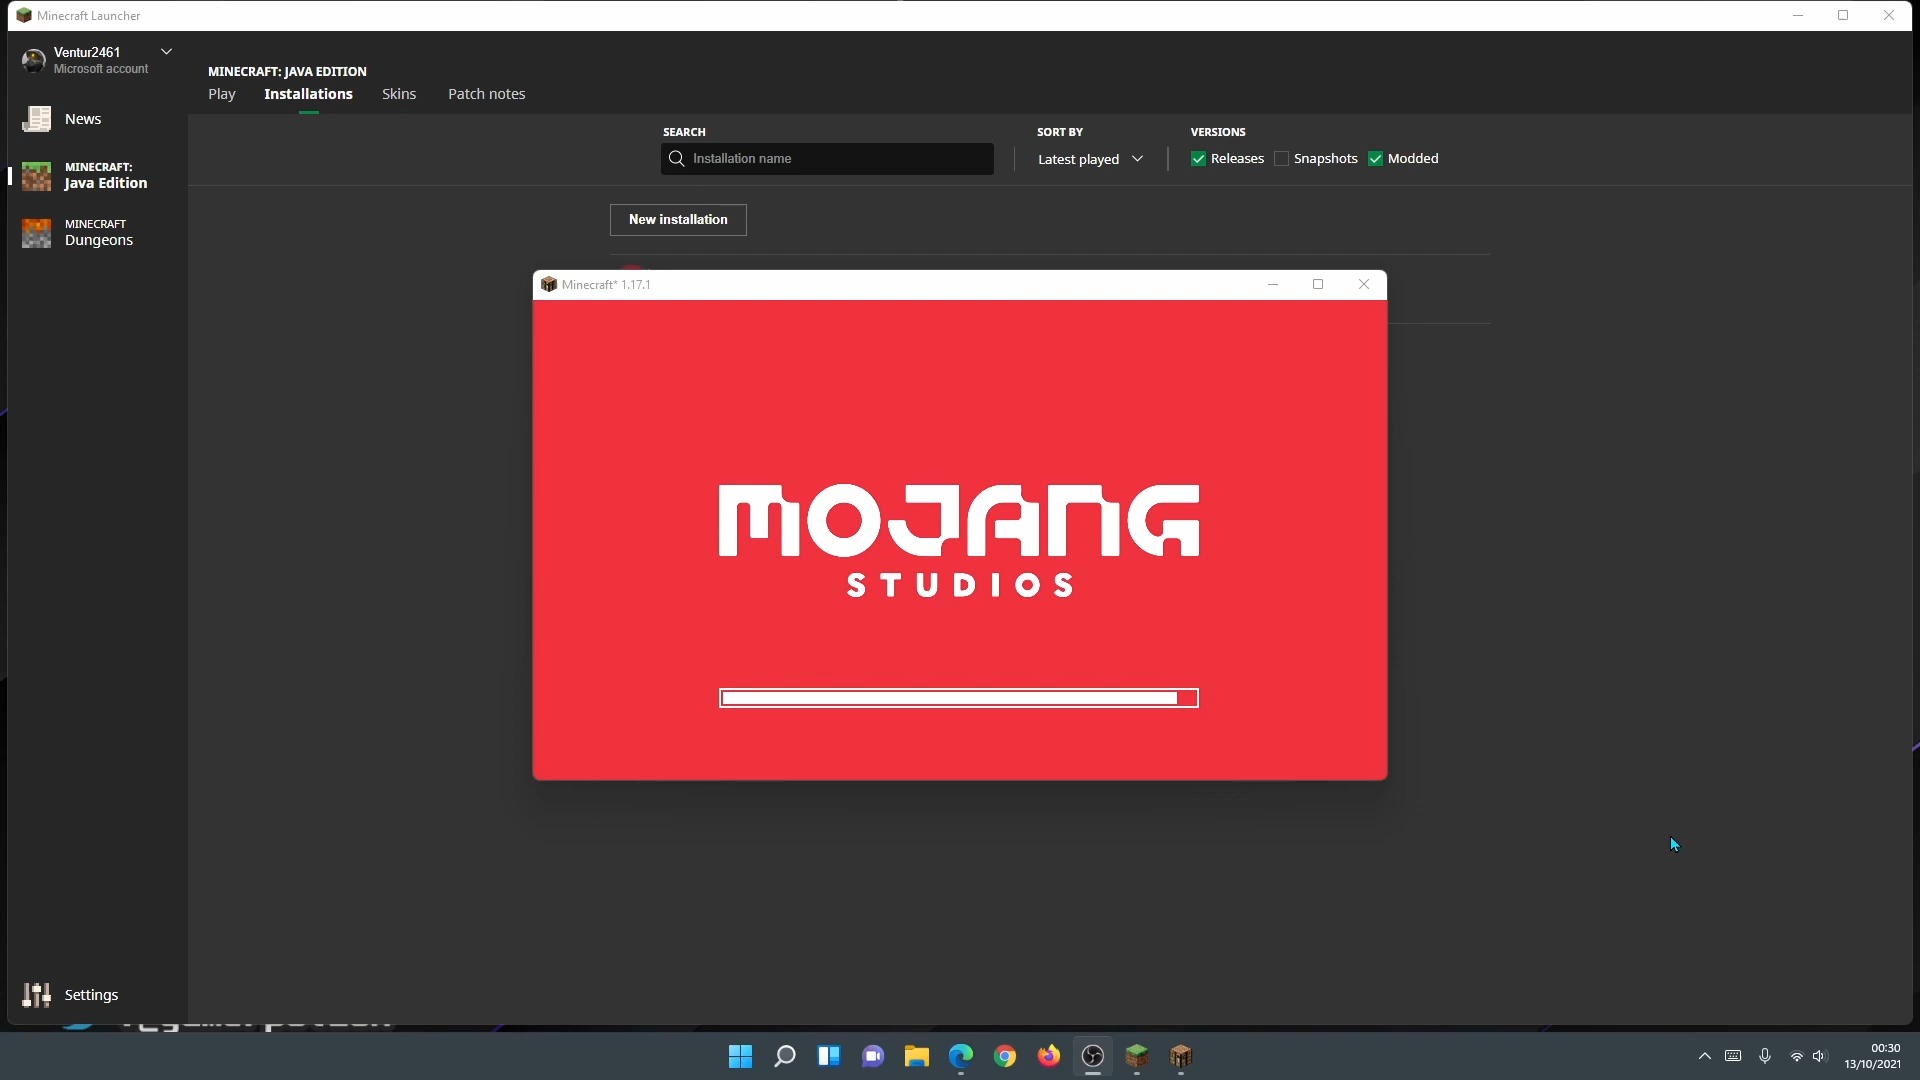 Minecraft Launcher
Ventur2461
Microsoft account
News
MINECRAFT:
Java Edition
MINECRAFT
Dungeons
Settings
MINECRAFT: JAVA EDITION
Play Installations Skins Patch notes
SEARCH SORT BY VERSIONS
Installation name Latest played Releases Snapshots Modded
New installation
Minecraft* 1.17.1
MOJANG
STUDIOS
00:30
13/10/2021